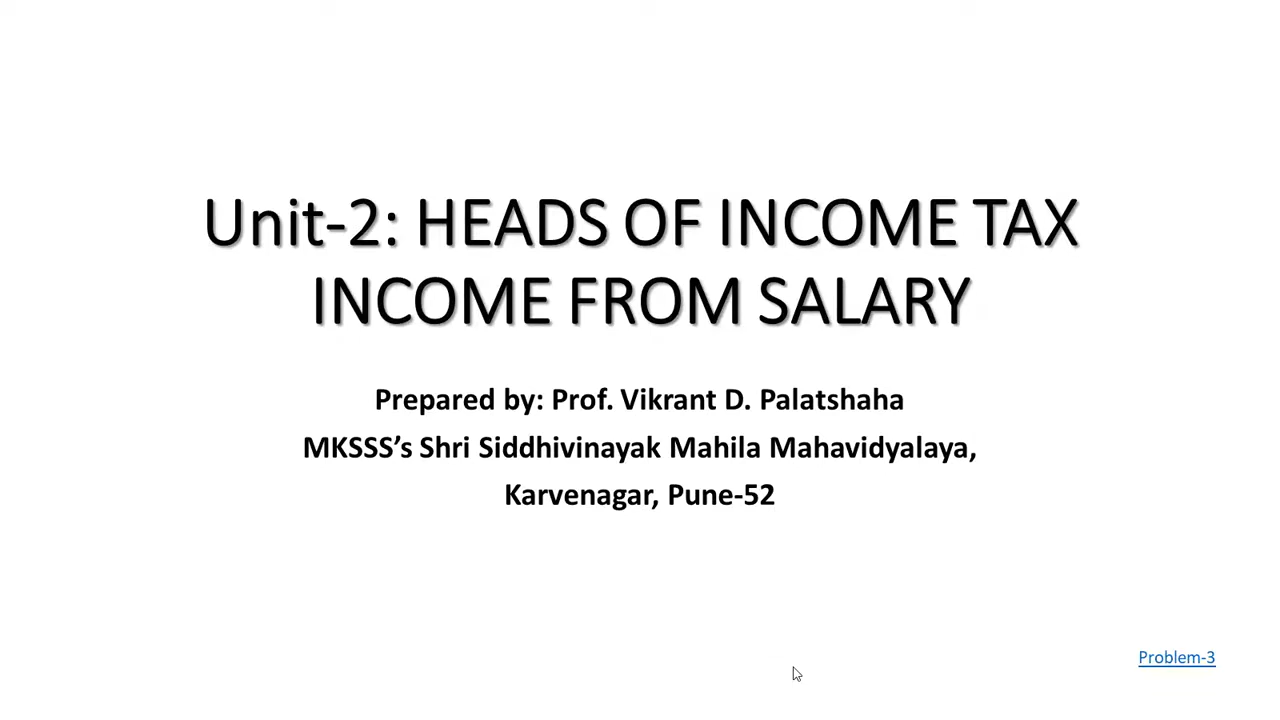 Unit-2: HEADS OF INCOME TAX
INCOME FROM SALARY
Prepared by: Prof. Vikrant D. Palatshaha
MKSSS’s Shri Siddhivinayak Mahila Mahavidyalaya,
Karvenagar, Pune-52
Problem-3